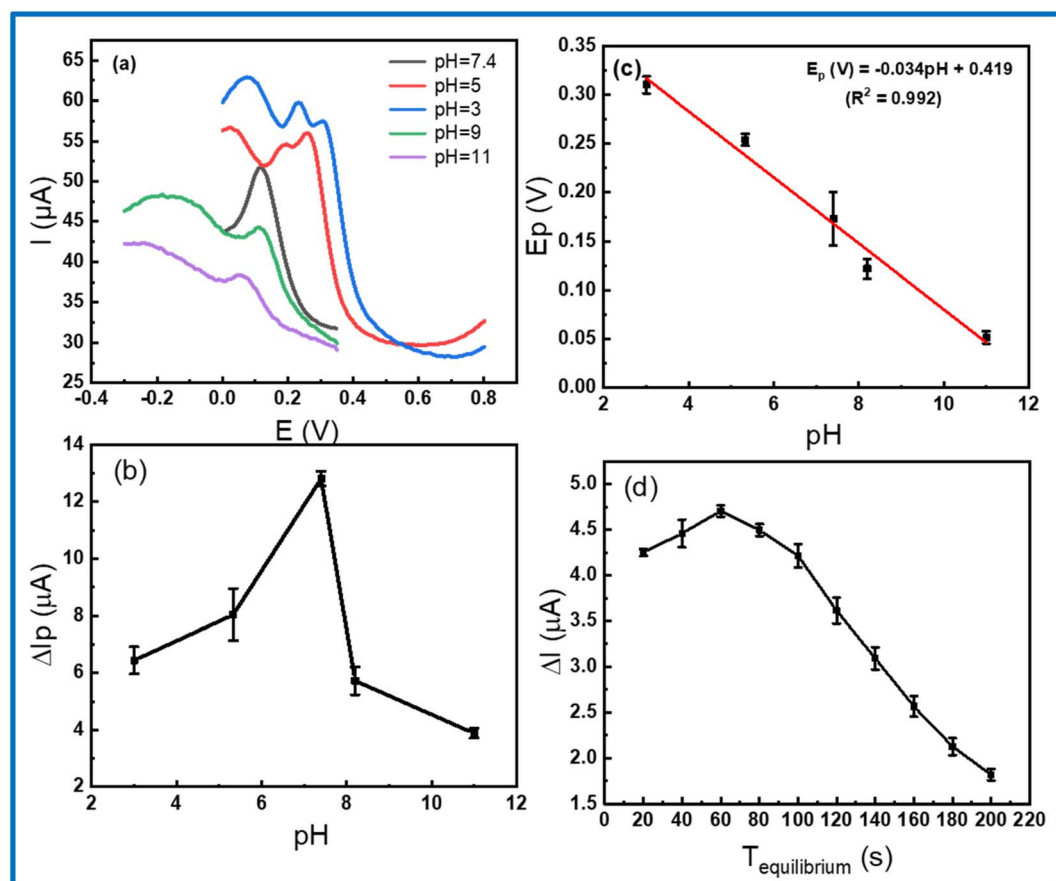 (a)
pH=7.4
pH=5
pH=3
pH=9
pH=11
I (µA)
65
60
55
50
45
40
35
30
25
-0.4 -0.2 0.0 0.2 0.4 0.6 0.8
E (V)
(c)
Ep (V) = -0.034pH + 0.419
(R² = 0.992)
Ep (V)
0.35
0.30
0.25
0.20
0.15
0.10
0.05
0.00
2 4 6 8 10 12
pH
(b)
ΔIp (µA)
14
12
10
8
6
4
2
2 4 6 8 10 12
pH
(d)
ΔI (µA)
5.0
4.5
4.0
3.5
3.0
2.5
2.0
1.5
0 20 40 60 80 100 120 140 160 180 200 220
Tequilibrium (s)